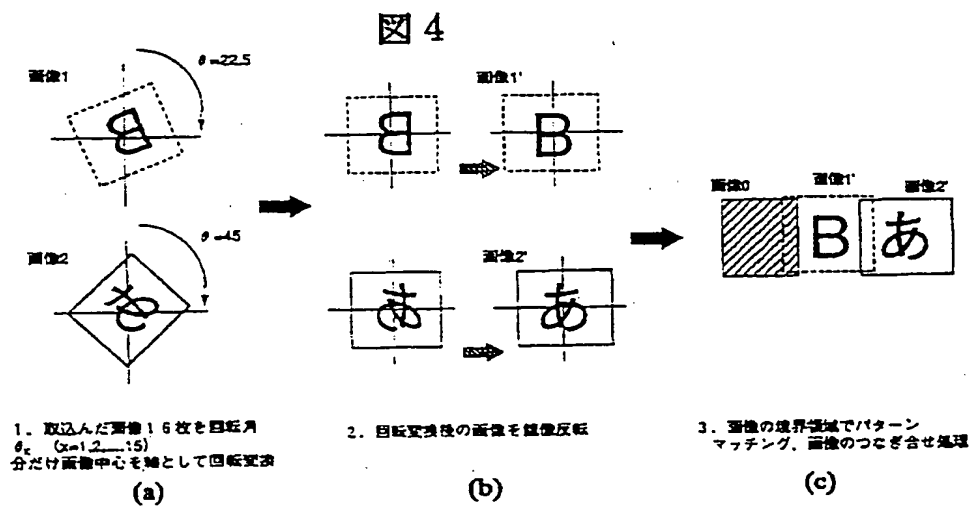 図4
画像1
θ=22.5
B
画像2
θ=45
あ
B
画像1'
B
あ
画像2'
あ
画像0
画像1'
画像2'
B
あ
1. 取込んだ画像16枚を回転月
θx (x=1,2,....,15)
分だけ画像中心を軸として回転変換
(a)
2. 回転変換後の画像を鏡像反転
(b)
3. 画像の境界領域でパターン
マッチング、画像のつなぎ合せ処理
(c)